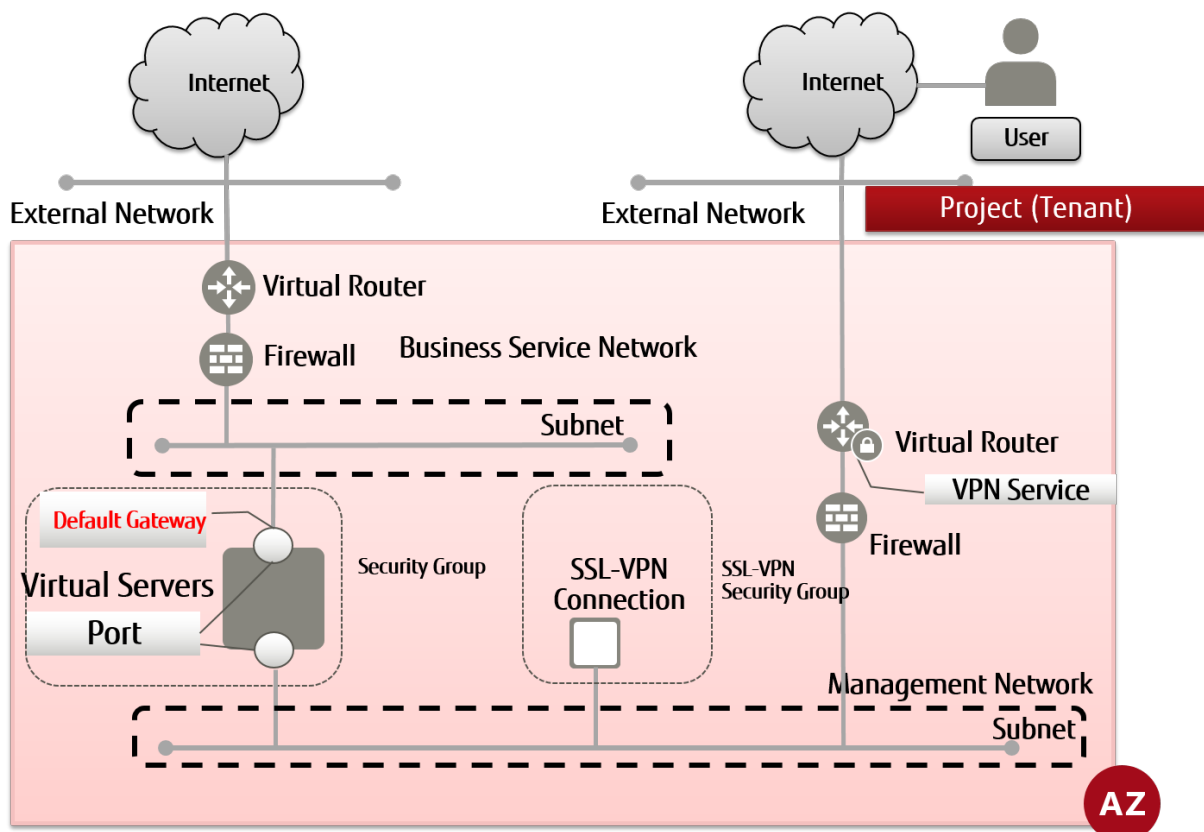 Internet
Internet
User
External Network
External Network
Project (Tenant)
Virtual Router
Firewall
Business Service Network
Subnet
Virtual Router
VPN Service
Default Gateway
Firewall
Security Group
SSL-VPN
Connection
SSL-VPN
Security Group
Virtual Servers
Port
Management Network
Subnet
AZ